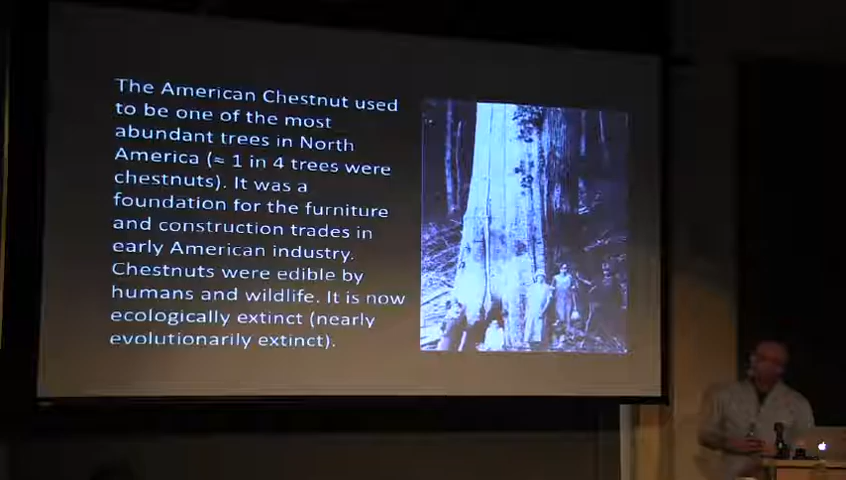 The American Chestnut used
to be one of the most
abundant trees in North
America (≈ 1 in 4 trees were
chestnuts). It was a
foundation for the furniture
and construction trades in
early American industry.
Chestnuts were edible by
humans and wildlife. It is now
ecologically extinct (nearly
evolutionarily extinct).